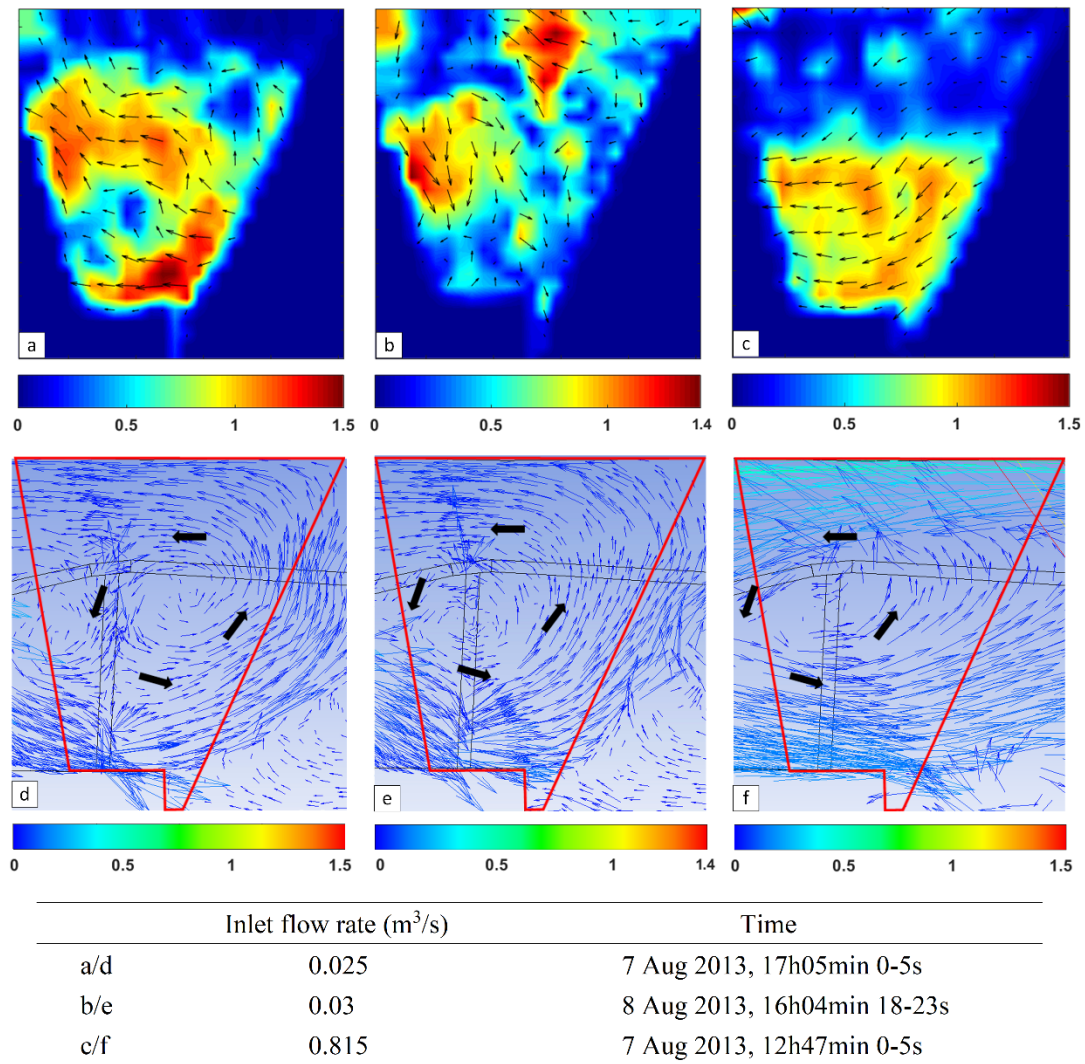 a b c
0 0.5 1 1.5 0 0.5 1 1.4 0 0.5 1 1.5
d e f
0 0.5 1 1.5 0 0.5 1 1.4 0 0.5 1 1.5
Inlet flow rate (m³/s) Time
a/d 0.025 7 Aug 2013, 17h05min 0-5s
b/e 0.03 8 Aug 2013, 16h04min 18-23s
c/f 0.815 7 Aug 2013, 12h47min 0-5s